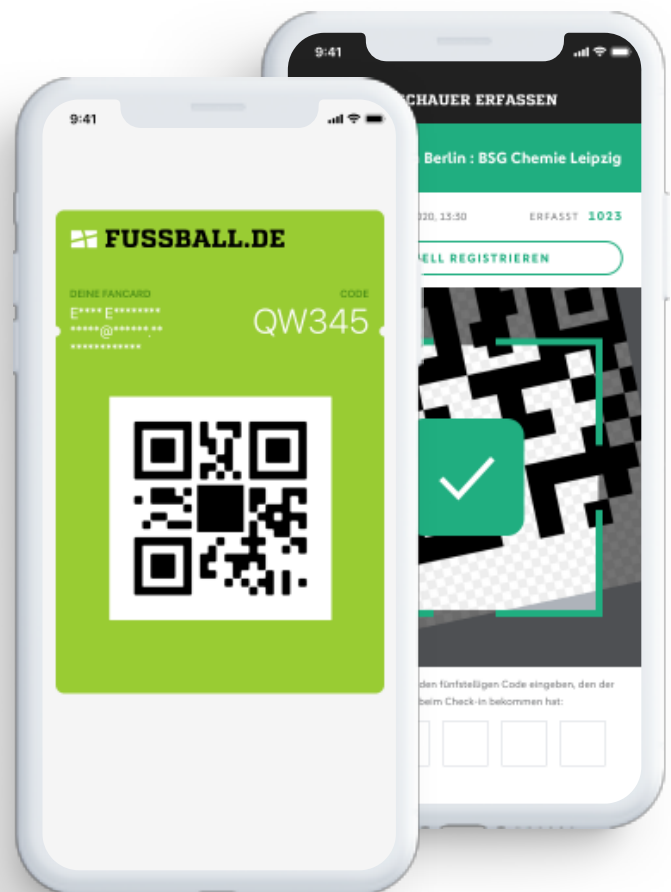 9:41
FUSSBALL.DE
DEINE FANCARD
CODE
E**** E********
*****@******.**
************
QW345
9:41
CHAUER ERFASSEN
Berlin : BSG Chemie Leipzig
020, 13:30
ERFASST 1023
ELL REGISTRIEREN
den fünfstelligen Code eingeben, den der
beim Check-in bekommen hat: